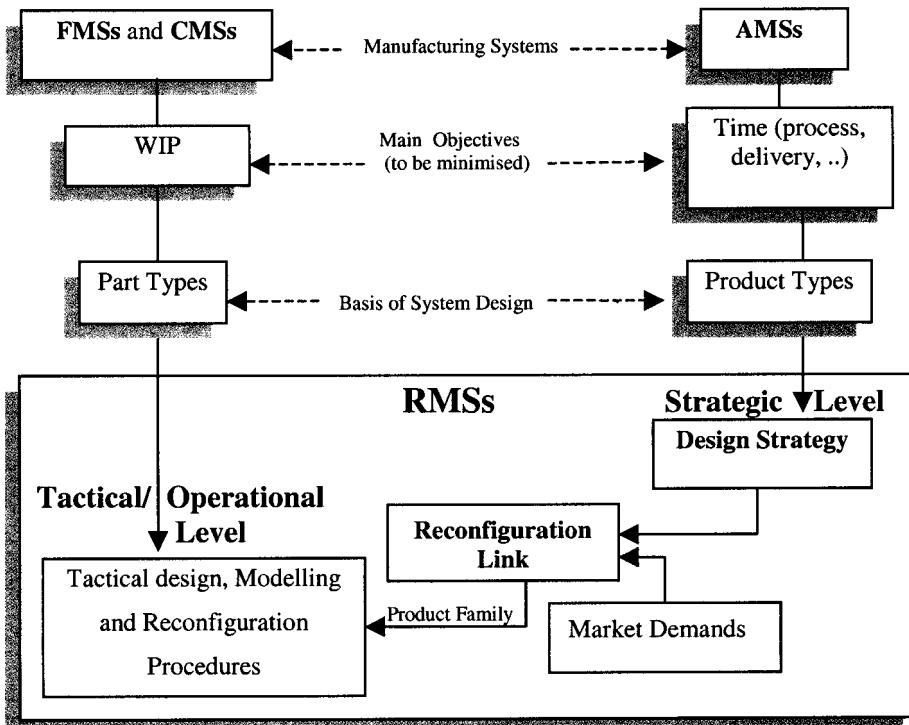 FMSs and CMSs
Manufacturing Systems
AMSs
WIP
Main Objectives
(to be minimised)
Time (process,
delivery, ..)
Part Types
Basis of System Design
Product Types
RMSs
Strategic Level
Design Strategy
Tactical/ Operational
Level
Reconfiguration
Link
Tactical design, Modelling
and Reconfiguration
Procedures
Product Family
Market Demands